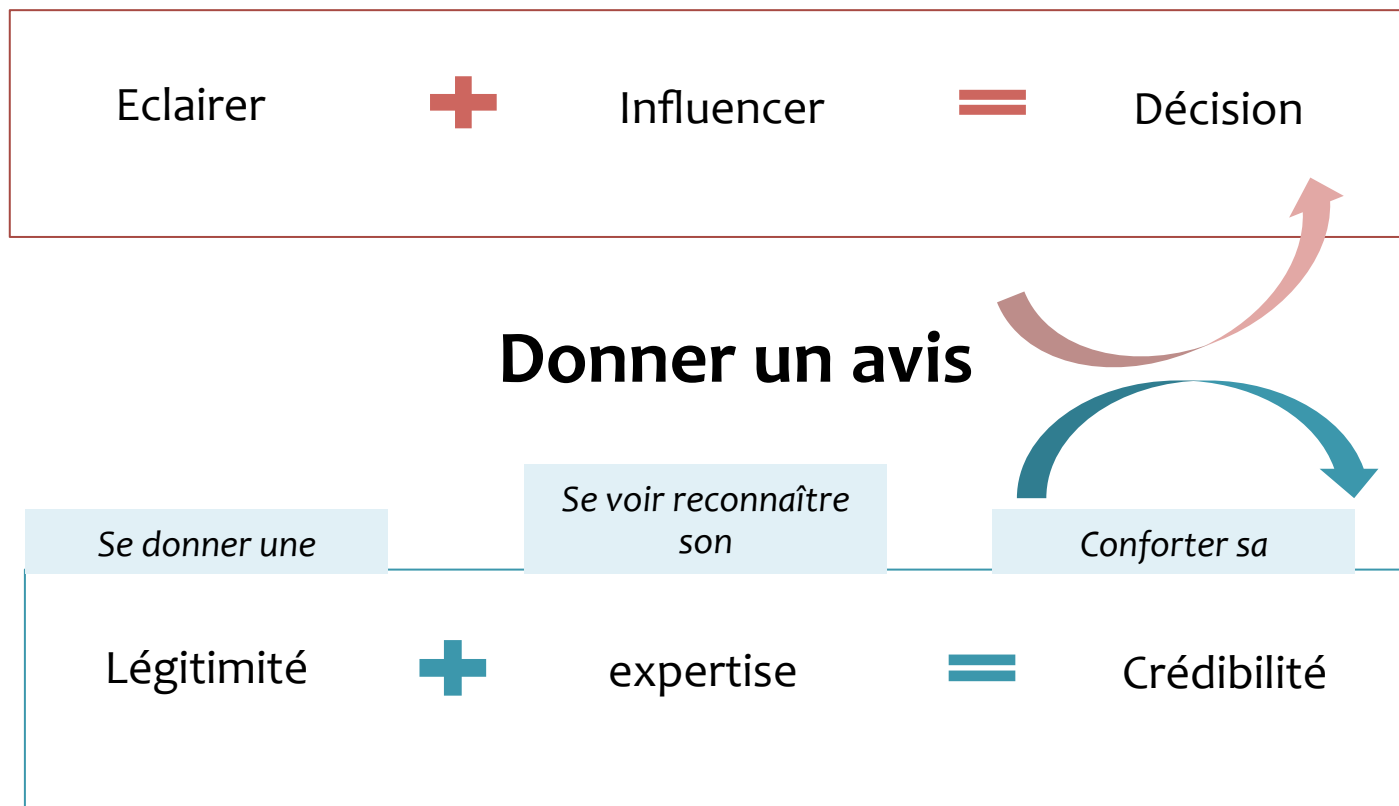 Eclairer + Influencer = Décision
Donner un avis
Se donner une
Se voir reconnaître
son
Conforter sa
Légitimité + expertise = Crédibilité